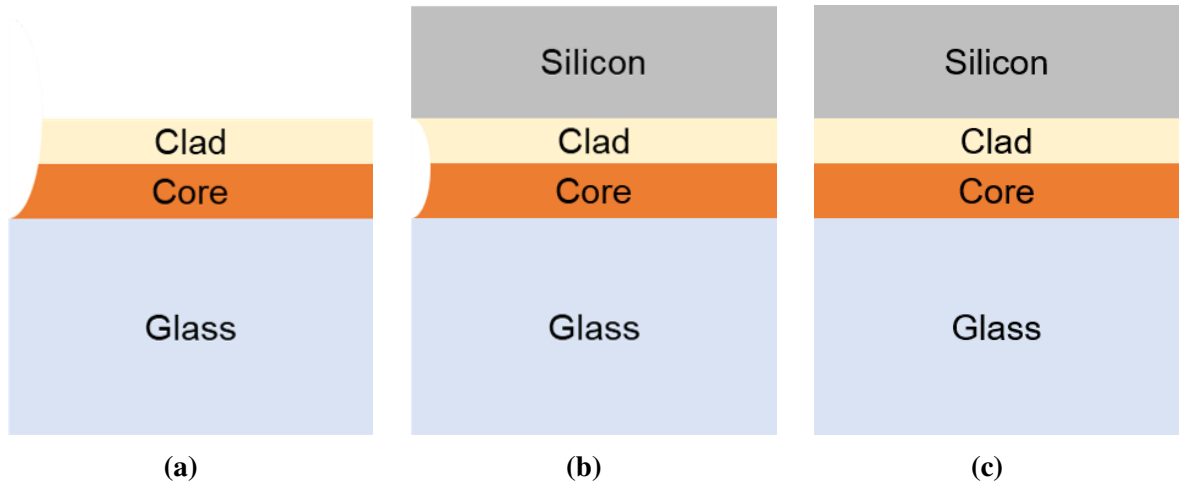 Silicon
Silicon
Clad
Clad
Clad
Core
Core
Core
Glass
Glass
Glass
(a)
(b)
(c)